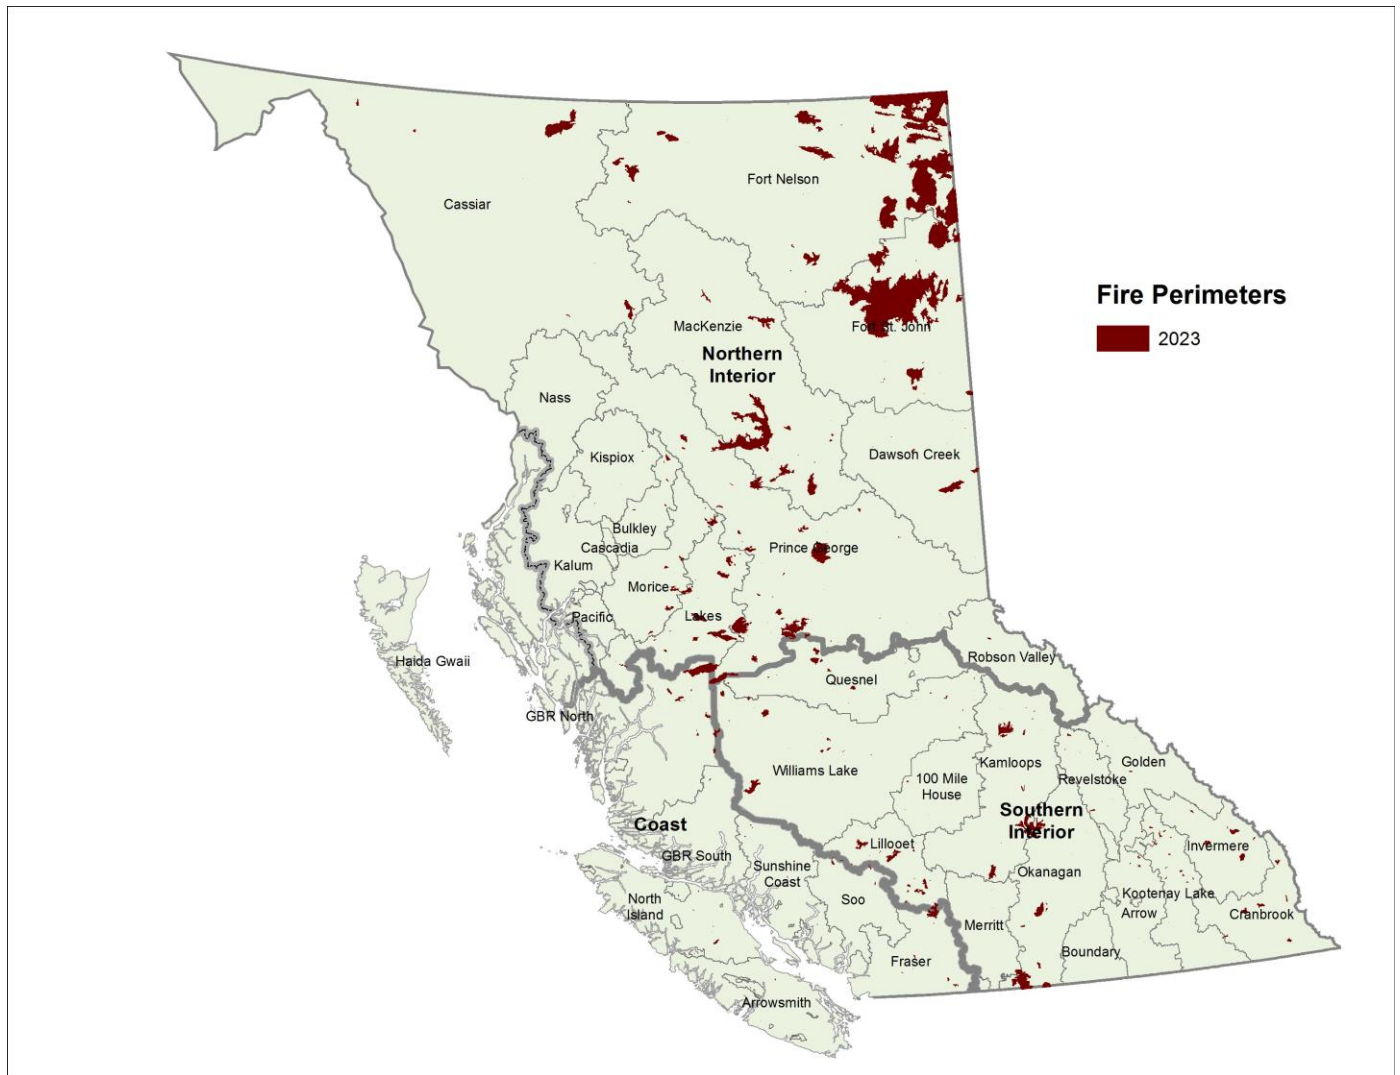 Fire Perimeters
2023
Cassiar
Fort Nelson
MacKenzie
Fort St. John
Northern
Interior
Nass
Kispiox
Dawson Creek
Bulkley
Cascadia
Prince George
Kalum
Morice
Pacific
Lakes
Haida Gwaii
Robson Valley
Quesnel
GBR North
Williams Lake
100 Mile
House
Kamloops
Revelstoke
Golden
Southern
Interior
Coast
GBR South
Lillooet
Invermere
Sunshine
Coast
Okanagan
North
Island
Soo
Kootenay Lake
Arrow
Cranbrook
Merritt
Boundary
Fraser
Arrowsmith